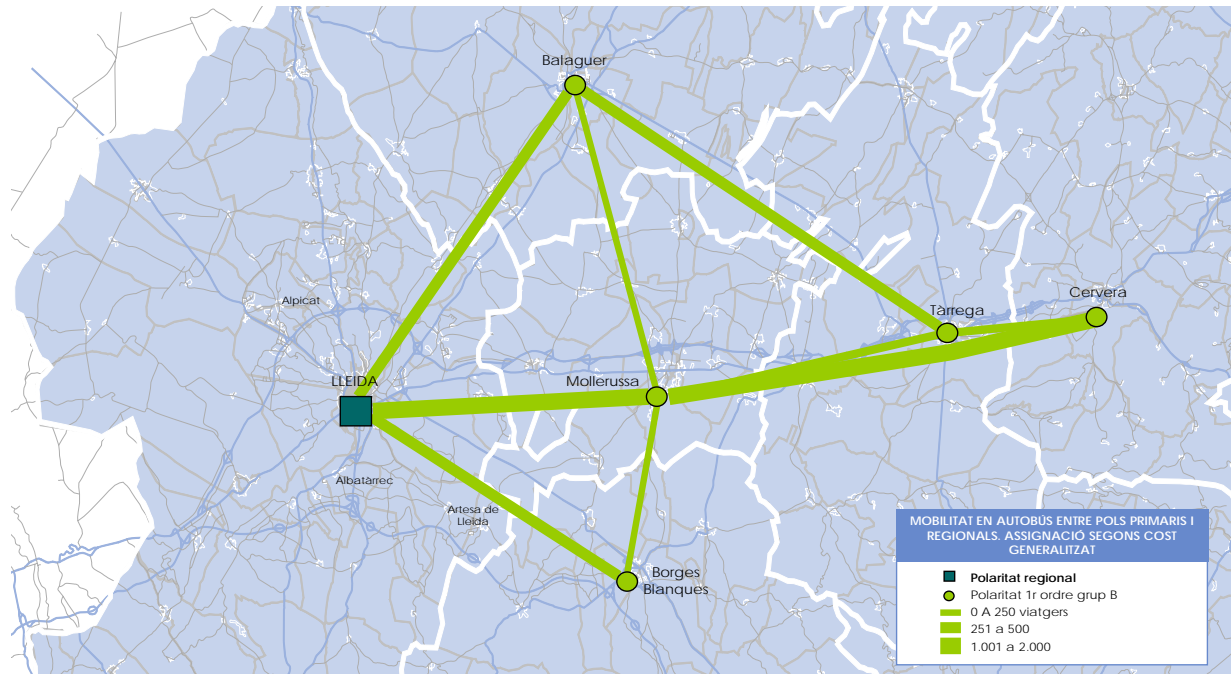 Balaguer
Cervera
Tàrrega
Alpicat
LLEIDA
Mollerussa
Albatàrrec
Artesa de
Lleida
Borges
Blanques
MOBILITAT EN AUTOBÚS ENTRE POLS PRIMARIS I
REGIONALS. ASSIGNACIÓ SEGONS COST
GENERALITZAT
Polaritat regional
Polaritat 1r ordre grup B
0 A 250 viatgers
251 a 500
1.001 a 2.000